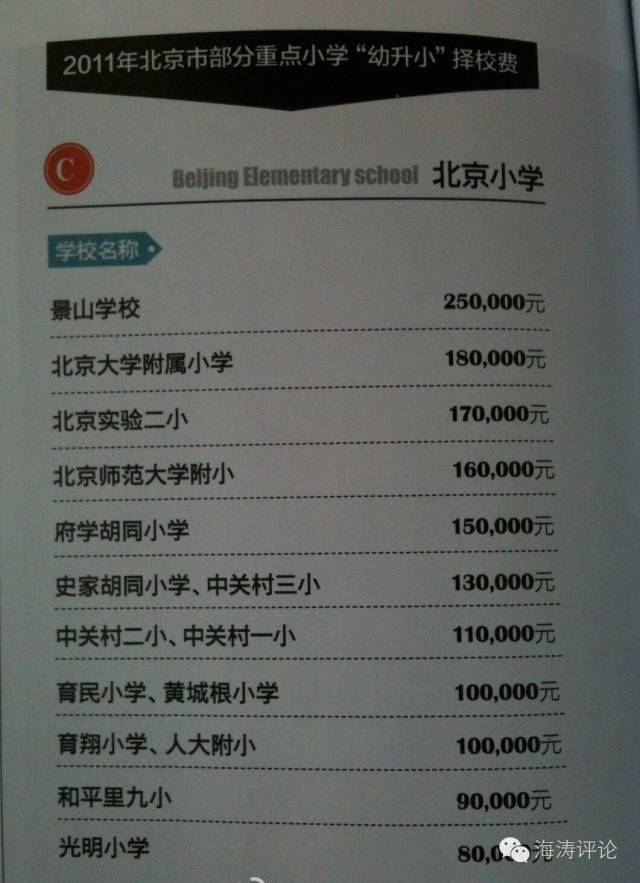 2011年北京市部分重点小学“幼升小”择校费
C
Beijing Elementary school 北京小学
学校名称
景山学校 250,000元
北京大学附属小学 180,000元
北京实验二小 170,000元
北京师范大学附小 160,000元
府学胡同小学 150,000元
史家胡同小学、中关村三小 130,000元
中关村二小、中关村一小 110,000元
育民小学、黄城根小学 100,000元
育翔小学、人大附小 100,000元
和平里九小 90,000元
光明小学 80,000元
海涛评论